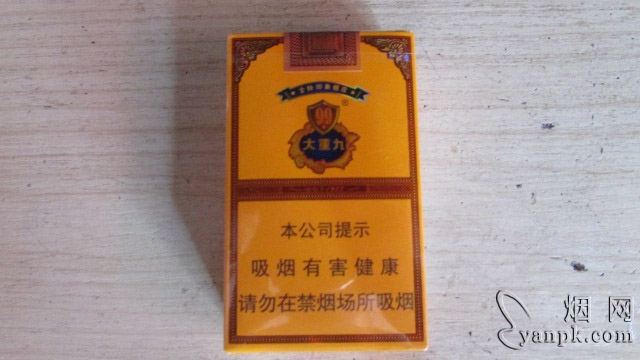 99
大重九
本公司提示
吸烟有害健康
请勿在禁烟场所吸烟
烟网
yanpk.com